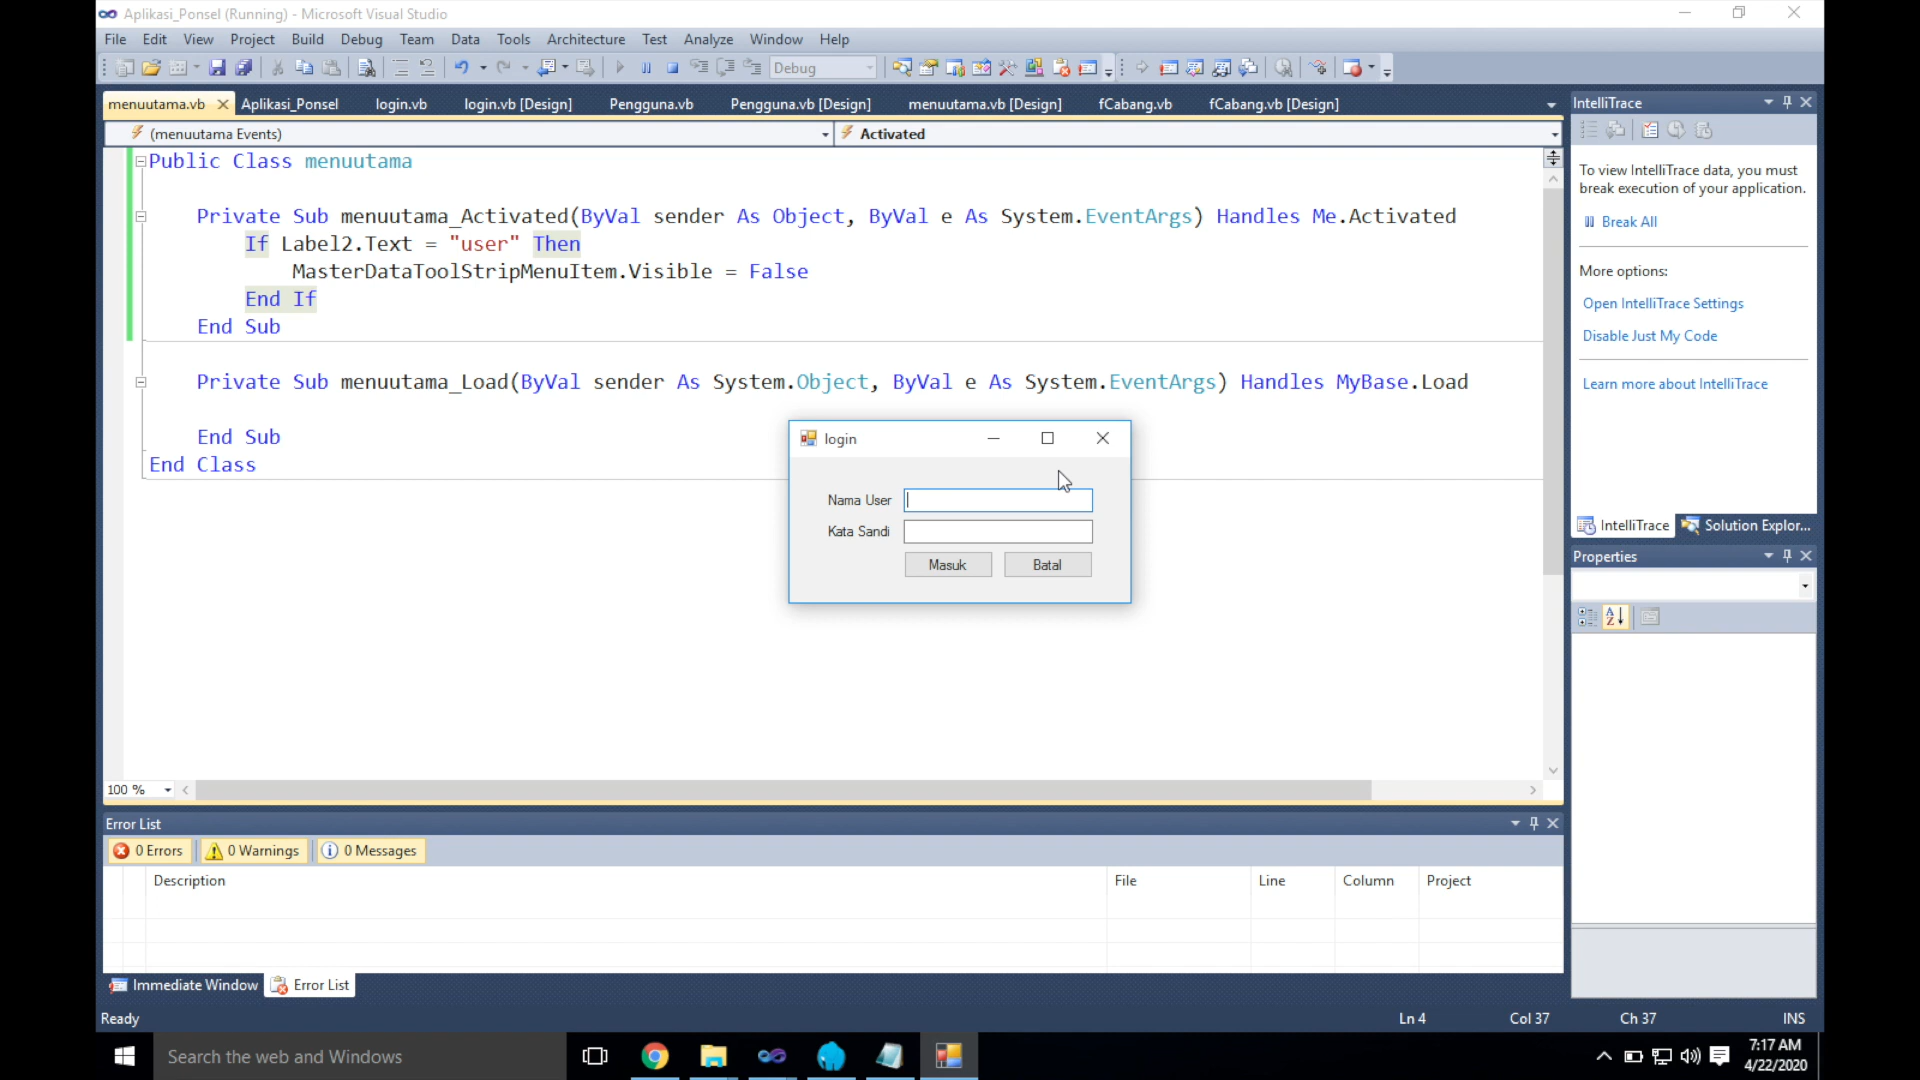 Aplikasi_Ponsel (Running) - Microsoft Visual Studio
File Edit View Project Build Debug Team Data Tools Architecture Test Analyze Window Help
Debug
menuutama.vb Aplikasi_Ponsel login.vb login.vb [Design] Pengguna.vb Pengguna.vb [Design] menuutama.vb [Design] fCabang.vb fCabang.vb [Design]
(menuutama Events) Activated
Public Class menuutama
Private Sub menuutama_Activated(ByVal sender As Object, ByVal e As System.EventArgs) Handles Me.Activated
If Label2.Text = "user" Then
MasterDataToolStripMenuItem.Visible = False
End If
End Sub
Private Sub menuutama_Load(ByVal sender As System.Object, ByVal e As System.EventArgs) Handles MyBase.Load
End Sub
End Class
login
Nama User
Kata Sandi
Masuk Batal
100 %
IntelliTrace
To view IntelliTrace data, you must
break execution of your application.
Break All
More options:
Open IntelliTrace Settings
Disable Just My Code
Learn more about IntelliTrace
IntelliTrace Solution Explor...
Properties
Error List
0 Errors 0 Warnings 0 Messages
Description File Line Column Project
Immediate Window Error List
Ready Ln 4 Col 37 Ch 37 INS
Search the web and Windows
7:17 AM
4/22/2020